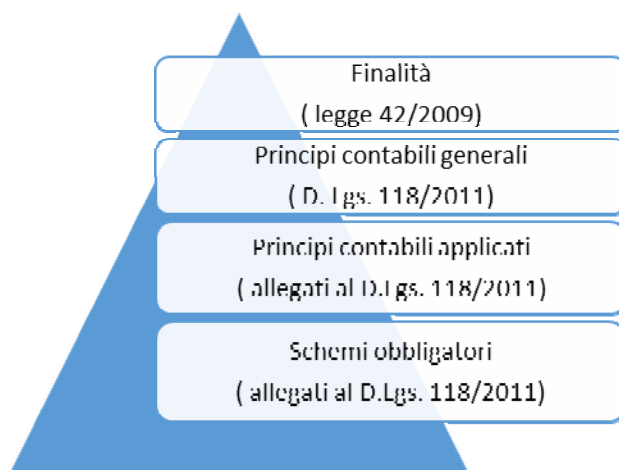 Finalità
( legge 42/2009)
Principi contabili generali
( D. Lgs. 118/2011)
Principi contabili applicati
( allegati al D.Lgs. 118/2011)
Schemi obbligatori
( allegati al D.Lgs. 118/2011)